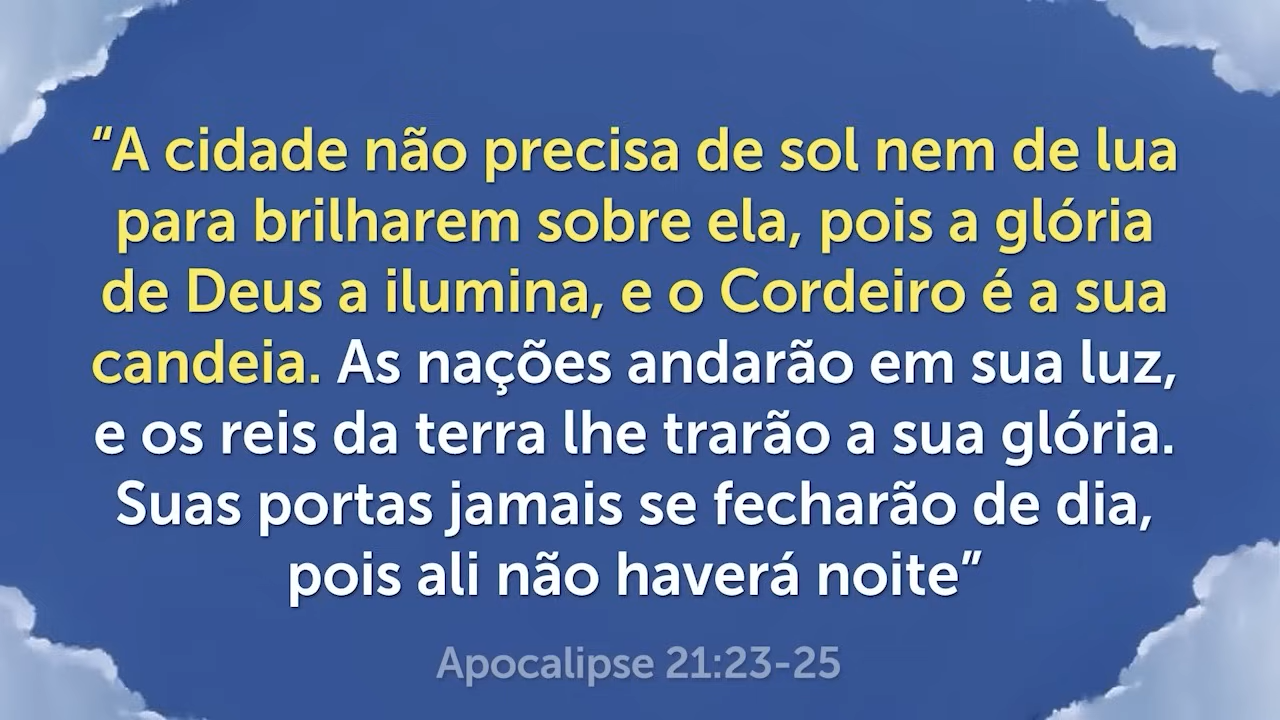 “A cidade não precisa de sol nem de lua
para brilharem sobre ela, pois a glória
de Deus a ilumina, e o Cordeiro é a sua
candeia. As nações andarão em sua luz,
e os reis da terra lhe trarão a sua glória.
Suas portas jamais se fecharão de dia,
pois ali não haverá noite”
Apocalipse 21:23-25